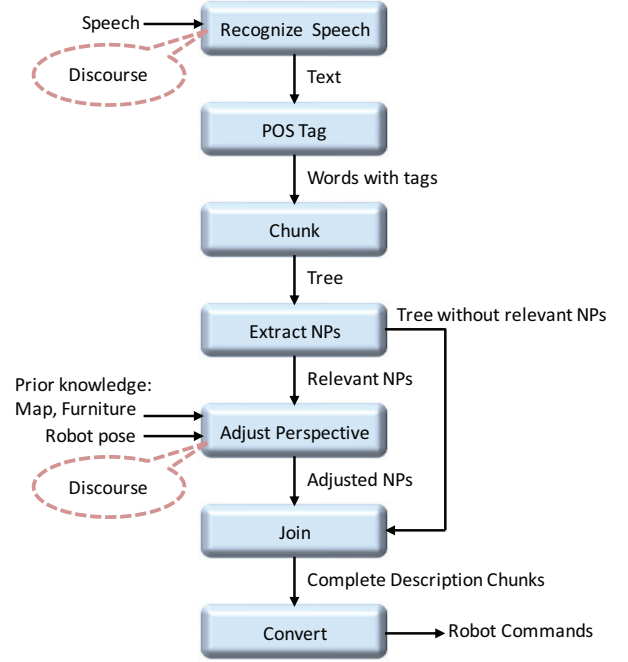 Speech
Recognize Speech
Discourse
Text
POS Tag
Words with tags
Chunk
Tree
Extract NPs
Tree without relevant NPs
Relevant NPs
Prior knowledge:
Map, Furniture
Robot pose
Adjust Perspective
Discourse
Adjusted NPs
Join
Complete Description Chunks
Convert
Robot Commands